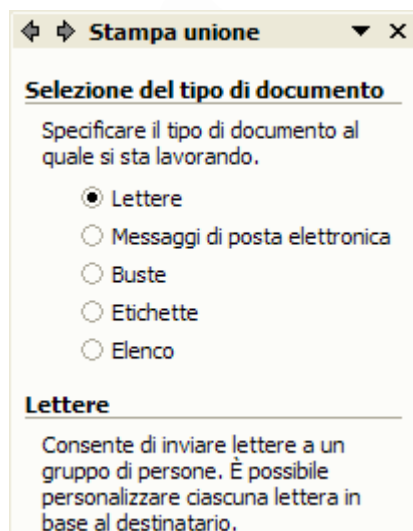 Stampa unione
Selezione del tipo di documento
Specificare il tipo di documento al
quale si sta lavorando.
Lettere
Messaggi di posta elettronica
Buste
Etichette
Elenco
Lettere
Consente di inviare lettere a un
gruppo di persone. È possibile
personalizzare ciascuna lettera in
base al destinatario.